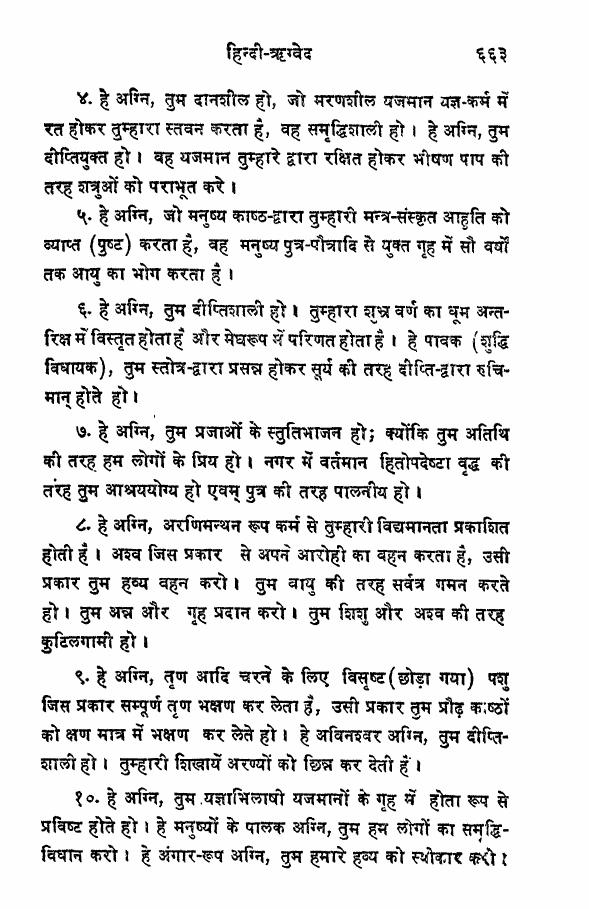 हिन्दी-ऋग्वेद ६६३
४. हे अग्नि, तुम दानशील हो, जो मरणशील यजमान यज्ञ-कर्म में
रत होकर तुम्हारा स्तवन करता है, वह समृद्धिशाली हो। हे अग्नि, तुम
दीप्तियुक्त हो। वह यजमान तुम्हारे द्वारा रक्षित होकर भीषण पाप की
तरह शत्रुओं को पराभूत करे।
५. हे अग्नि, जो मनुष्य काष्ठ-द्वारा तुम्हारी मन्त्र-संस्कृत आहुति को
व्याप्त (पुष्ट) करता है, वह मनुष्य पुत्र-पौत्रादि से युक्त गृह में सौ वर्षों
तक आयु का भोग करता है।
६. हे अग्नि, तुम दीप्तिशाली हो। तुम्हारा शुभ्र वर्ण का धूम अन्त-
रिक्ष में विस्तृत होता है और मेघरूप में परिणत होता है। हे पावक (शुद्धि
विधायक), तुम स्तोत्र-द्वारा प्रसन्न होकर सूर्य की तरह दीप्ति-द्वारा रुचि-
मान् होते हो।
७. हे अग्नि, तुम प्रजाओं के स्तुतिभाजन हो; क्योंकि तुम अतिथि
की तरह हम लोगों के प्रिय हो। नगर में वर्तमान हितोपदेष्टा वृद्ध की
तरह तुम आश्रययोग्य हो एवम् पुत्र की तरह पालनीय हो।
८. हे अग्नि, अरणिमन्थन रूप कर्म से तुम्हारी विद्यमानता प्रकाशित
होती है। अश्व जिस प्रकार से अपने आरोही का वहन करता है, उसी
प्रकार तुम हव्य वहन करो। तुम वायु की तरह सर्वत्र गमन करते
हो। तुम अन्न और गृह प्रदान करो। तुम शिशु और अश्व की तरह
कुटिलगामी हो।
९. हे अग्नि, तृण आदि चरने के लिए विसृष्ट (छोड़ा गया) पशु
जिस प्रकार सम्पूर्ण तृण भक्षण कर लेता है, उसी प्रकार तुम प्रौढ़ काष्ठों
को क्षण मात्र में भक्षण कर लेते हो। हे अविनश्वर अग्नि, तुम दीप्ति-
शाली हो। तुम्हारी शिखायें अरण्यों को छिन्न कर देती हैं।
१०. हे अग्नि, तुम यज्ञाभिलाषी यजमानों के गृह में होता रूप से
प्रविष्ट होते हो। हे मनुष्यों के पालक अग्नि, तुम हम लोगों का समृद्धि-
विधान करो। हे अंगार-रूप अग्नि, तुम हमारे हव्य को स्वीकार करो।